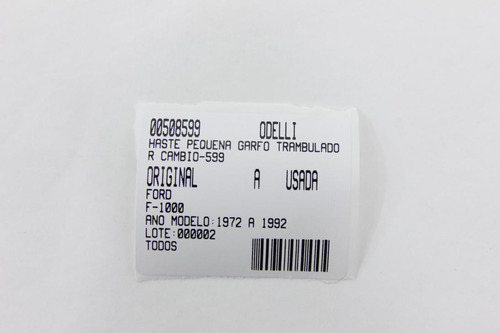 00508599 ODELLI
HASTE PEQUENA GARFO TRAMBULADO
R CAMBIO-599
ORIGINAL A USADA
FORD
F-1000
ANO MODELO:1972 A 1992
LOTE:000002
TODOS